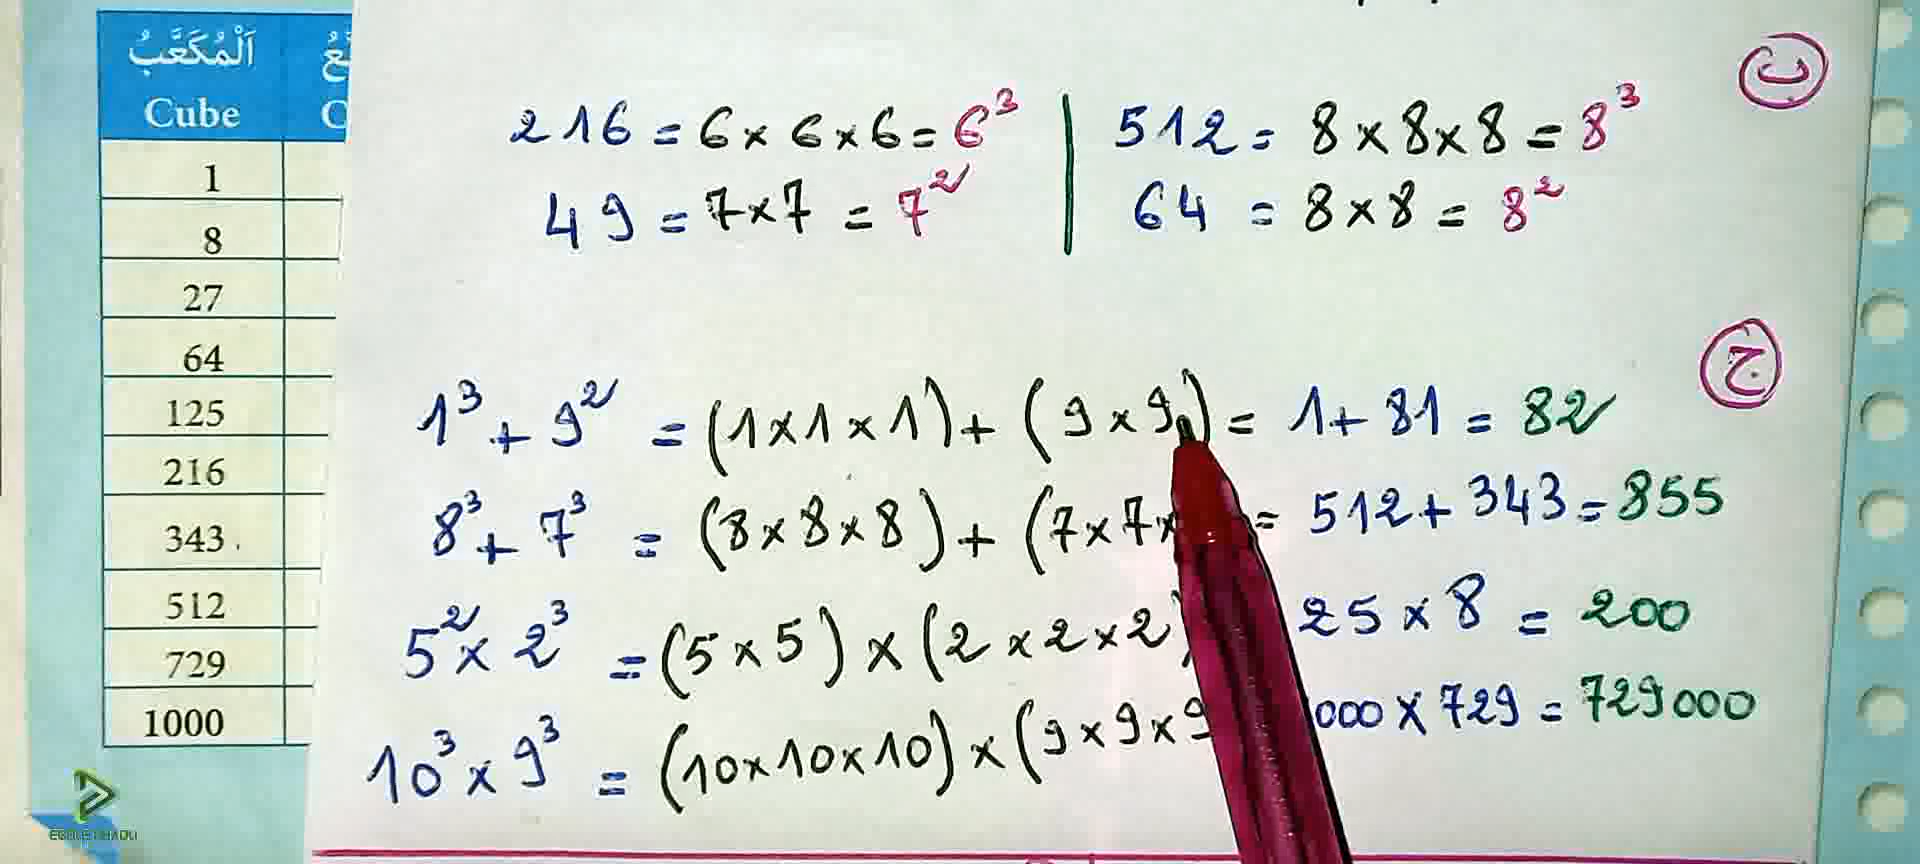 اَلْمُكَعَّبُ
Cube
1
8
27
64
125
216
343
512
729
1000
ب
216 = 6 × 6 × 6 = 6³ | 512 = 8 × 8 × 8 = 8³
49 = 7 × 7 = 7² | 64 = 8 × 8 = 8²
ج
1³ + 9² = (1 × 1 × 1) + (9 × 9) = 1 + 81 = 82
8³ + 7³ = (8 × 8 × 8) + (7 × 7 × = 512 + 343 = 855
5² × 2³ = (5 × 5) × (2 × 2 × 2) 25 × 8 = 200
10³ × 9³ = (10 × 10 × 10) × (9 × 9 × 9 000 × 729 = 729000